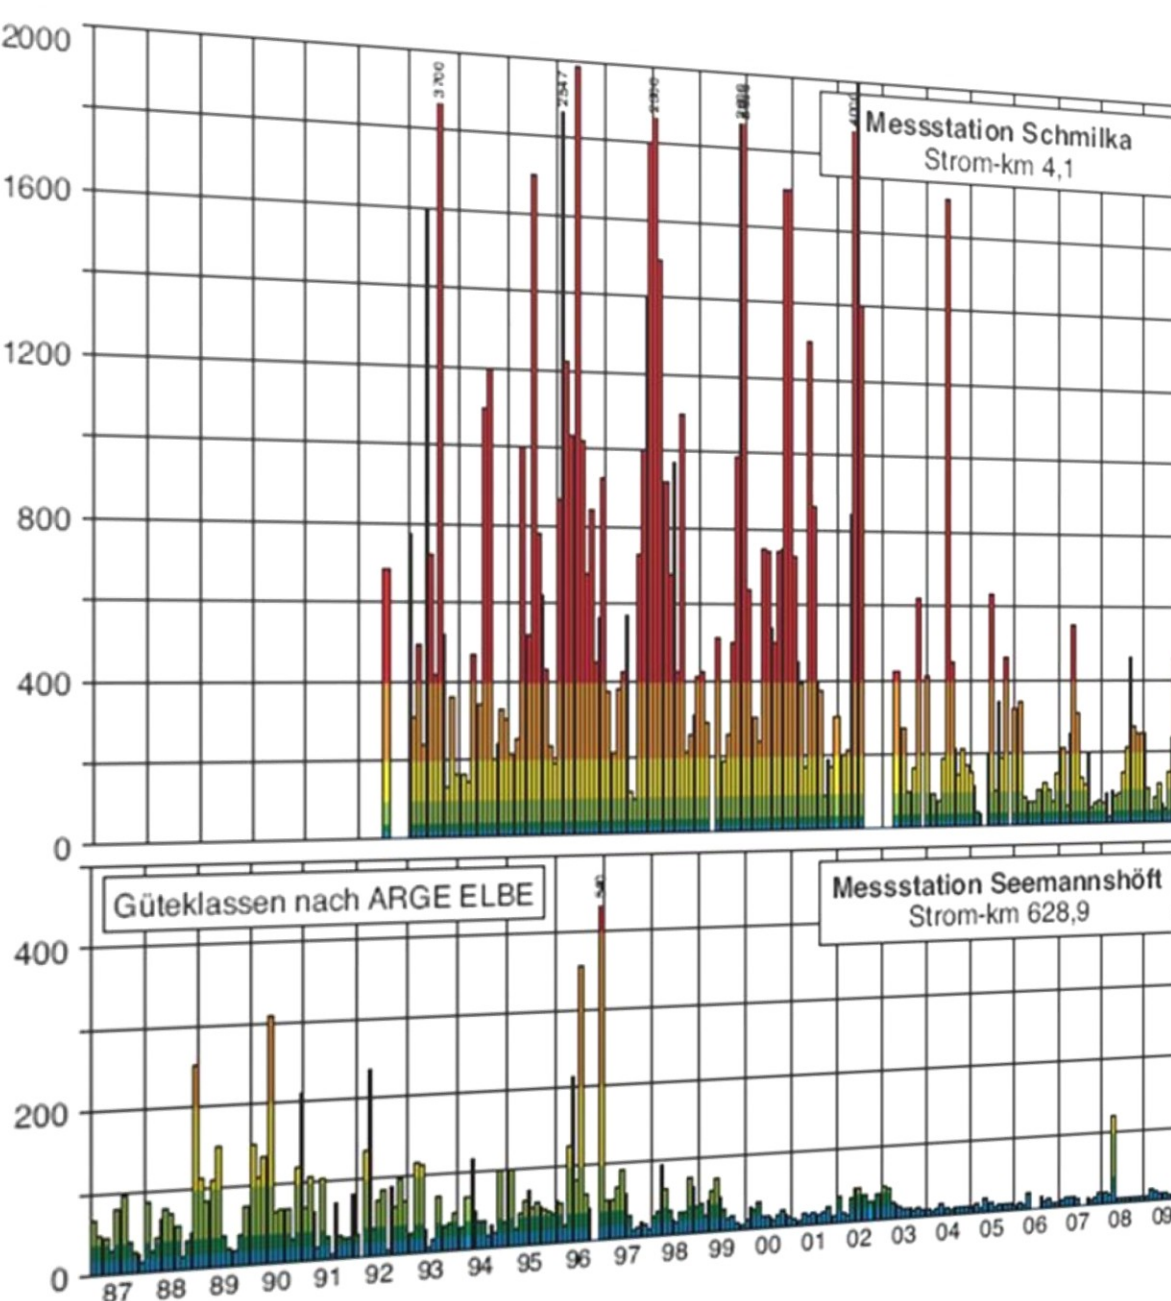 2000
1600
1200
800
400
0
3700
2547
4000
Messstation Schmilka
Strom-km 4,1
Güteklassen nach ARGE ELBE
Messstation Seemannshöft
Strom-km 628,9
400
200
0
87 88 89 90 91 92 93 94 95 96 97 98 99 00 01 02 03 04 05 06 07 08 09